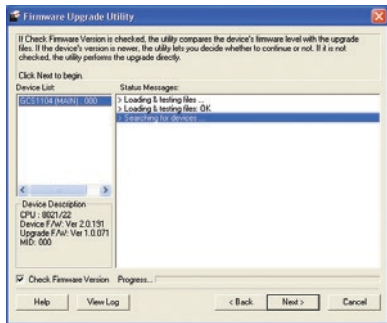 Firmware Upgrade Utility
If Check Firmware Version is checked, the utility compares the device's firmware level with the upgrade
files. If the device's version is newer, the utility lets you decide whether to continue or not. If it is not
checked, the utility performs the upgrade directly.
Click Next to begin.
Device List:
GCS1104 (MAIN) : 000
Status Messages:
> Loading & testing files ...
> Loading & testing files: OK
> Searching for devices ...
Device Description
CPU : 8021/22
Device F/W: Ver 2.0.191
Upgrade F/W: Ver 1.0.071
MID: 000
Check Firmware Version Progress...
Help View Log < Back Next > Cancel